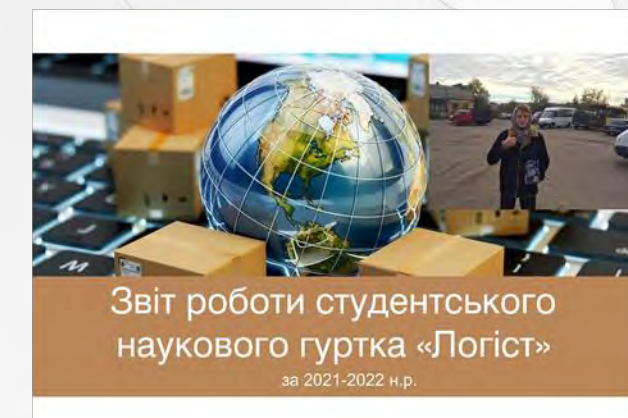 Звіт роботи студентського
наукового гуртка «Логіст»
за 2021-2022 н.р.